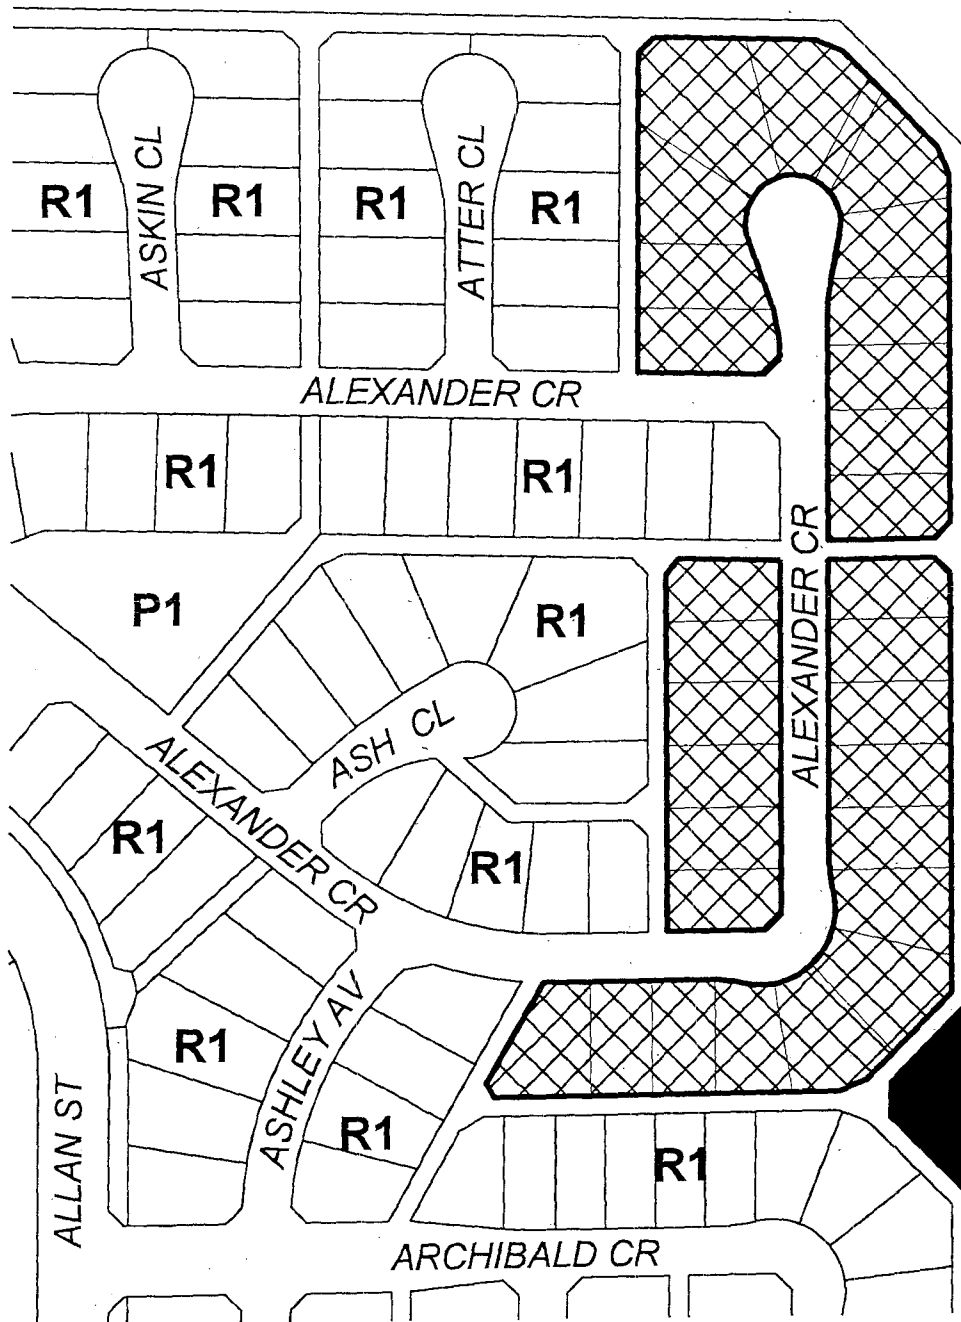 ASKIN CL
ATTER CL
R1
R1
R1
R1
ALEXANDER CR
R1
R1
ALEXANDER CR
P1
R1
ASH CL
ALEXANDER CR
R1
R1
R1
ASHLEY AV
R1
ALLAN ST
R1
ARCHIBALD CR